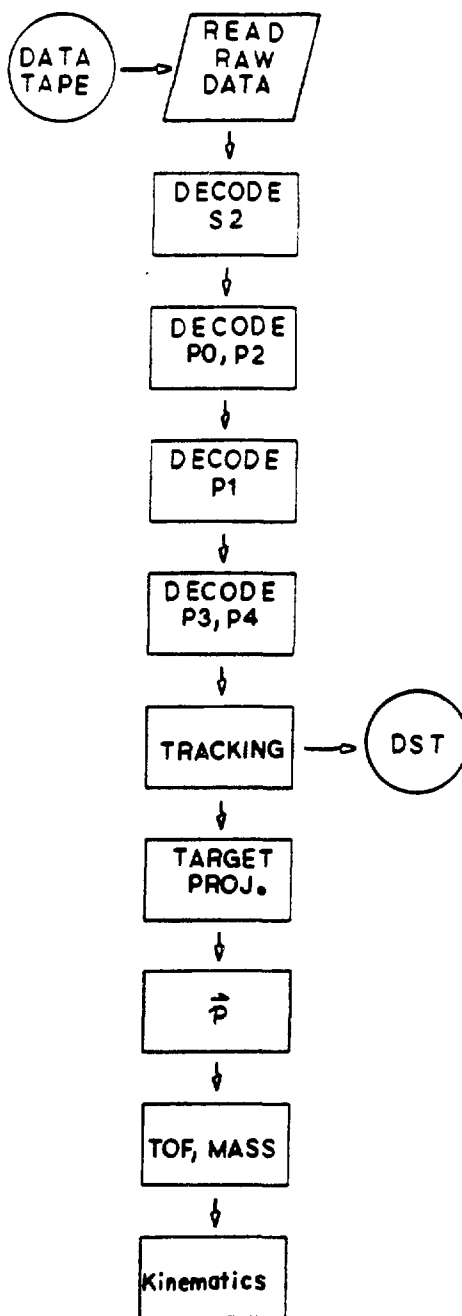 DATA
TAPE
READ
RAW
DATA
DECODE
S2
DECODE
P0, P2
DECODE
P1
DECODE
P3, P4
TRACKING
DST
TARGET
PROJ.
p⃗
TOF, MASS
Kinematics